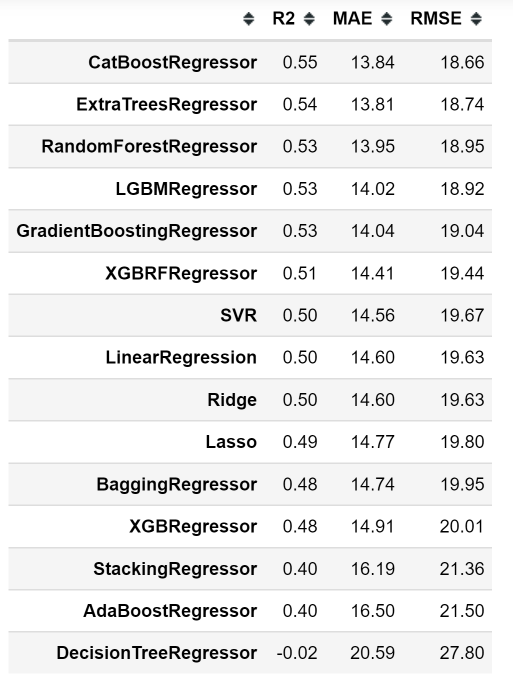 R2 MAE RMSE
CatBoostRegressor 0.55 13.84 18.66
ExtraTreesRegressor 0.54 13.81 18.74
RandomForestRegressor 0.53 13.95 18.95
LGBMRegressor 0.53 14.02 18.92
GradientBoostingRegressor 0.53 14.04 19.04
XGBRFRegressor 0.51 14.41 19.44
SVR 0.50 14.56 19.67
LinearRegression 0.50 14.60 19.63
Ridge 0.50 14.60 19.63
Lasso 0.49 14.77 19.80
BaggingRegressor 0.48 14.74 19.95
XGBRegressor 0.48 14.91 20.01
StackingRegressor 0.40 16.19 21.36
AdaBoostRegressor 0.40 16.50 21.50
DecisionTreeRegressor -0.02 20.59 27.80